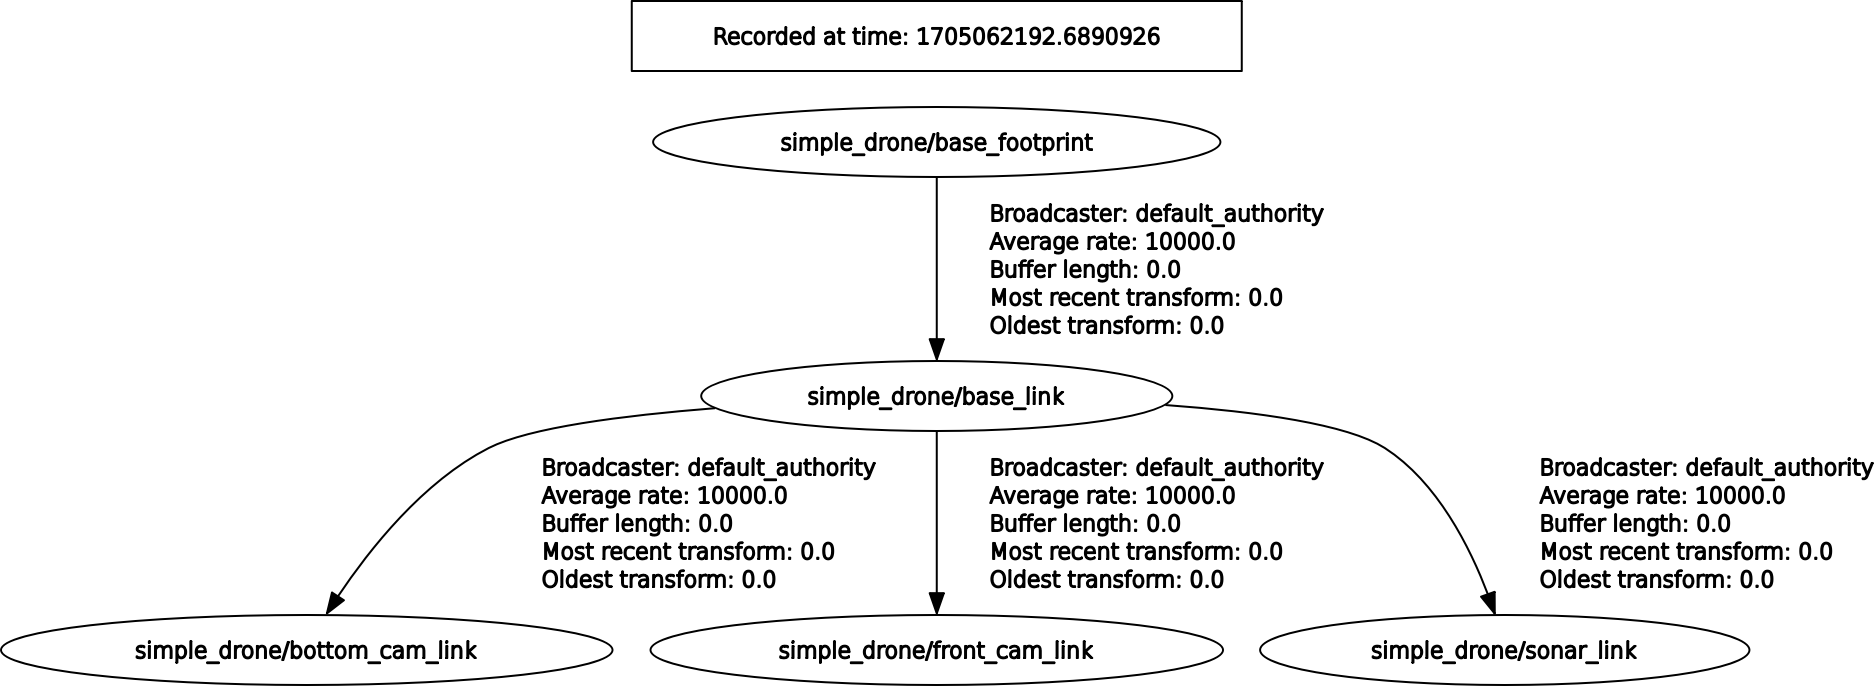 Recorded at time: 1705062192.6890926
simple_drone/base_footprint
Broadcaster: default_authority
Average rate: 10000.0
Buffer length: 0.0
Most recent transform: 0.0
Oldest transform: 0.0
simple_drone/base_link
Broadcaster: default_authority
Average rate: 10000.0
Buffer length: 0.0
Most recent transform: 0.0
Oldest transform: 0.0
Broadcaster: default_authority
Average rate: 10000.0
Buffer length: 0.0
Most recent transform: 0.0
Oldest transform: 0.0
Broadcaster: default_authority
Average rate: 10000.0
Buffer length: 0.0
Most recent transform: 0.0
Oldest transform: 0.0
simple_drone/bottom_cam_link
simple_drone/front_cam_link
simple_drone/sonar_link